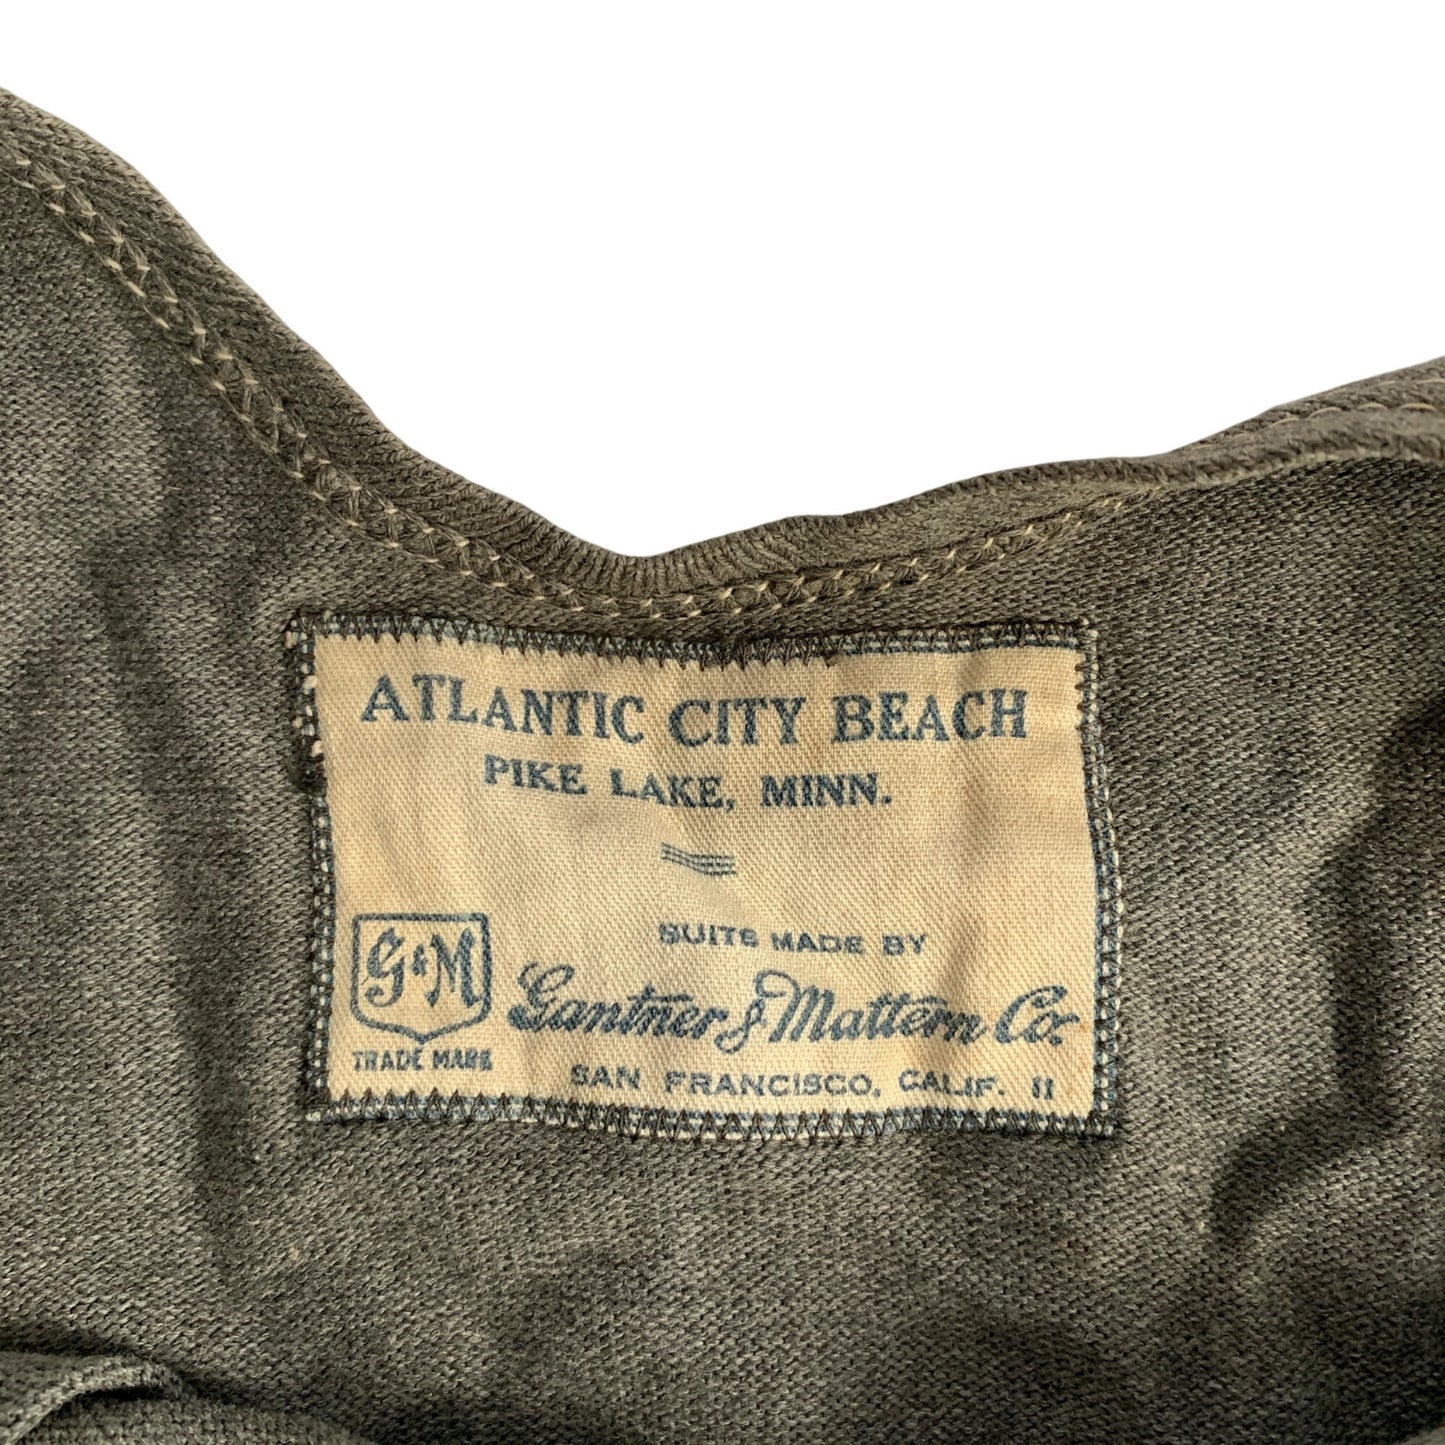 ATLANTIC CITY BEACH
PIKE LAKE, MINN.
SUITS MADE BY
G&M
Gantner & Mattern Co.
TRADE MARK
SAN FRANCISCO, CALIF. 11